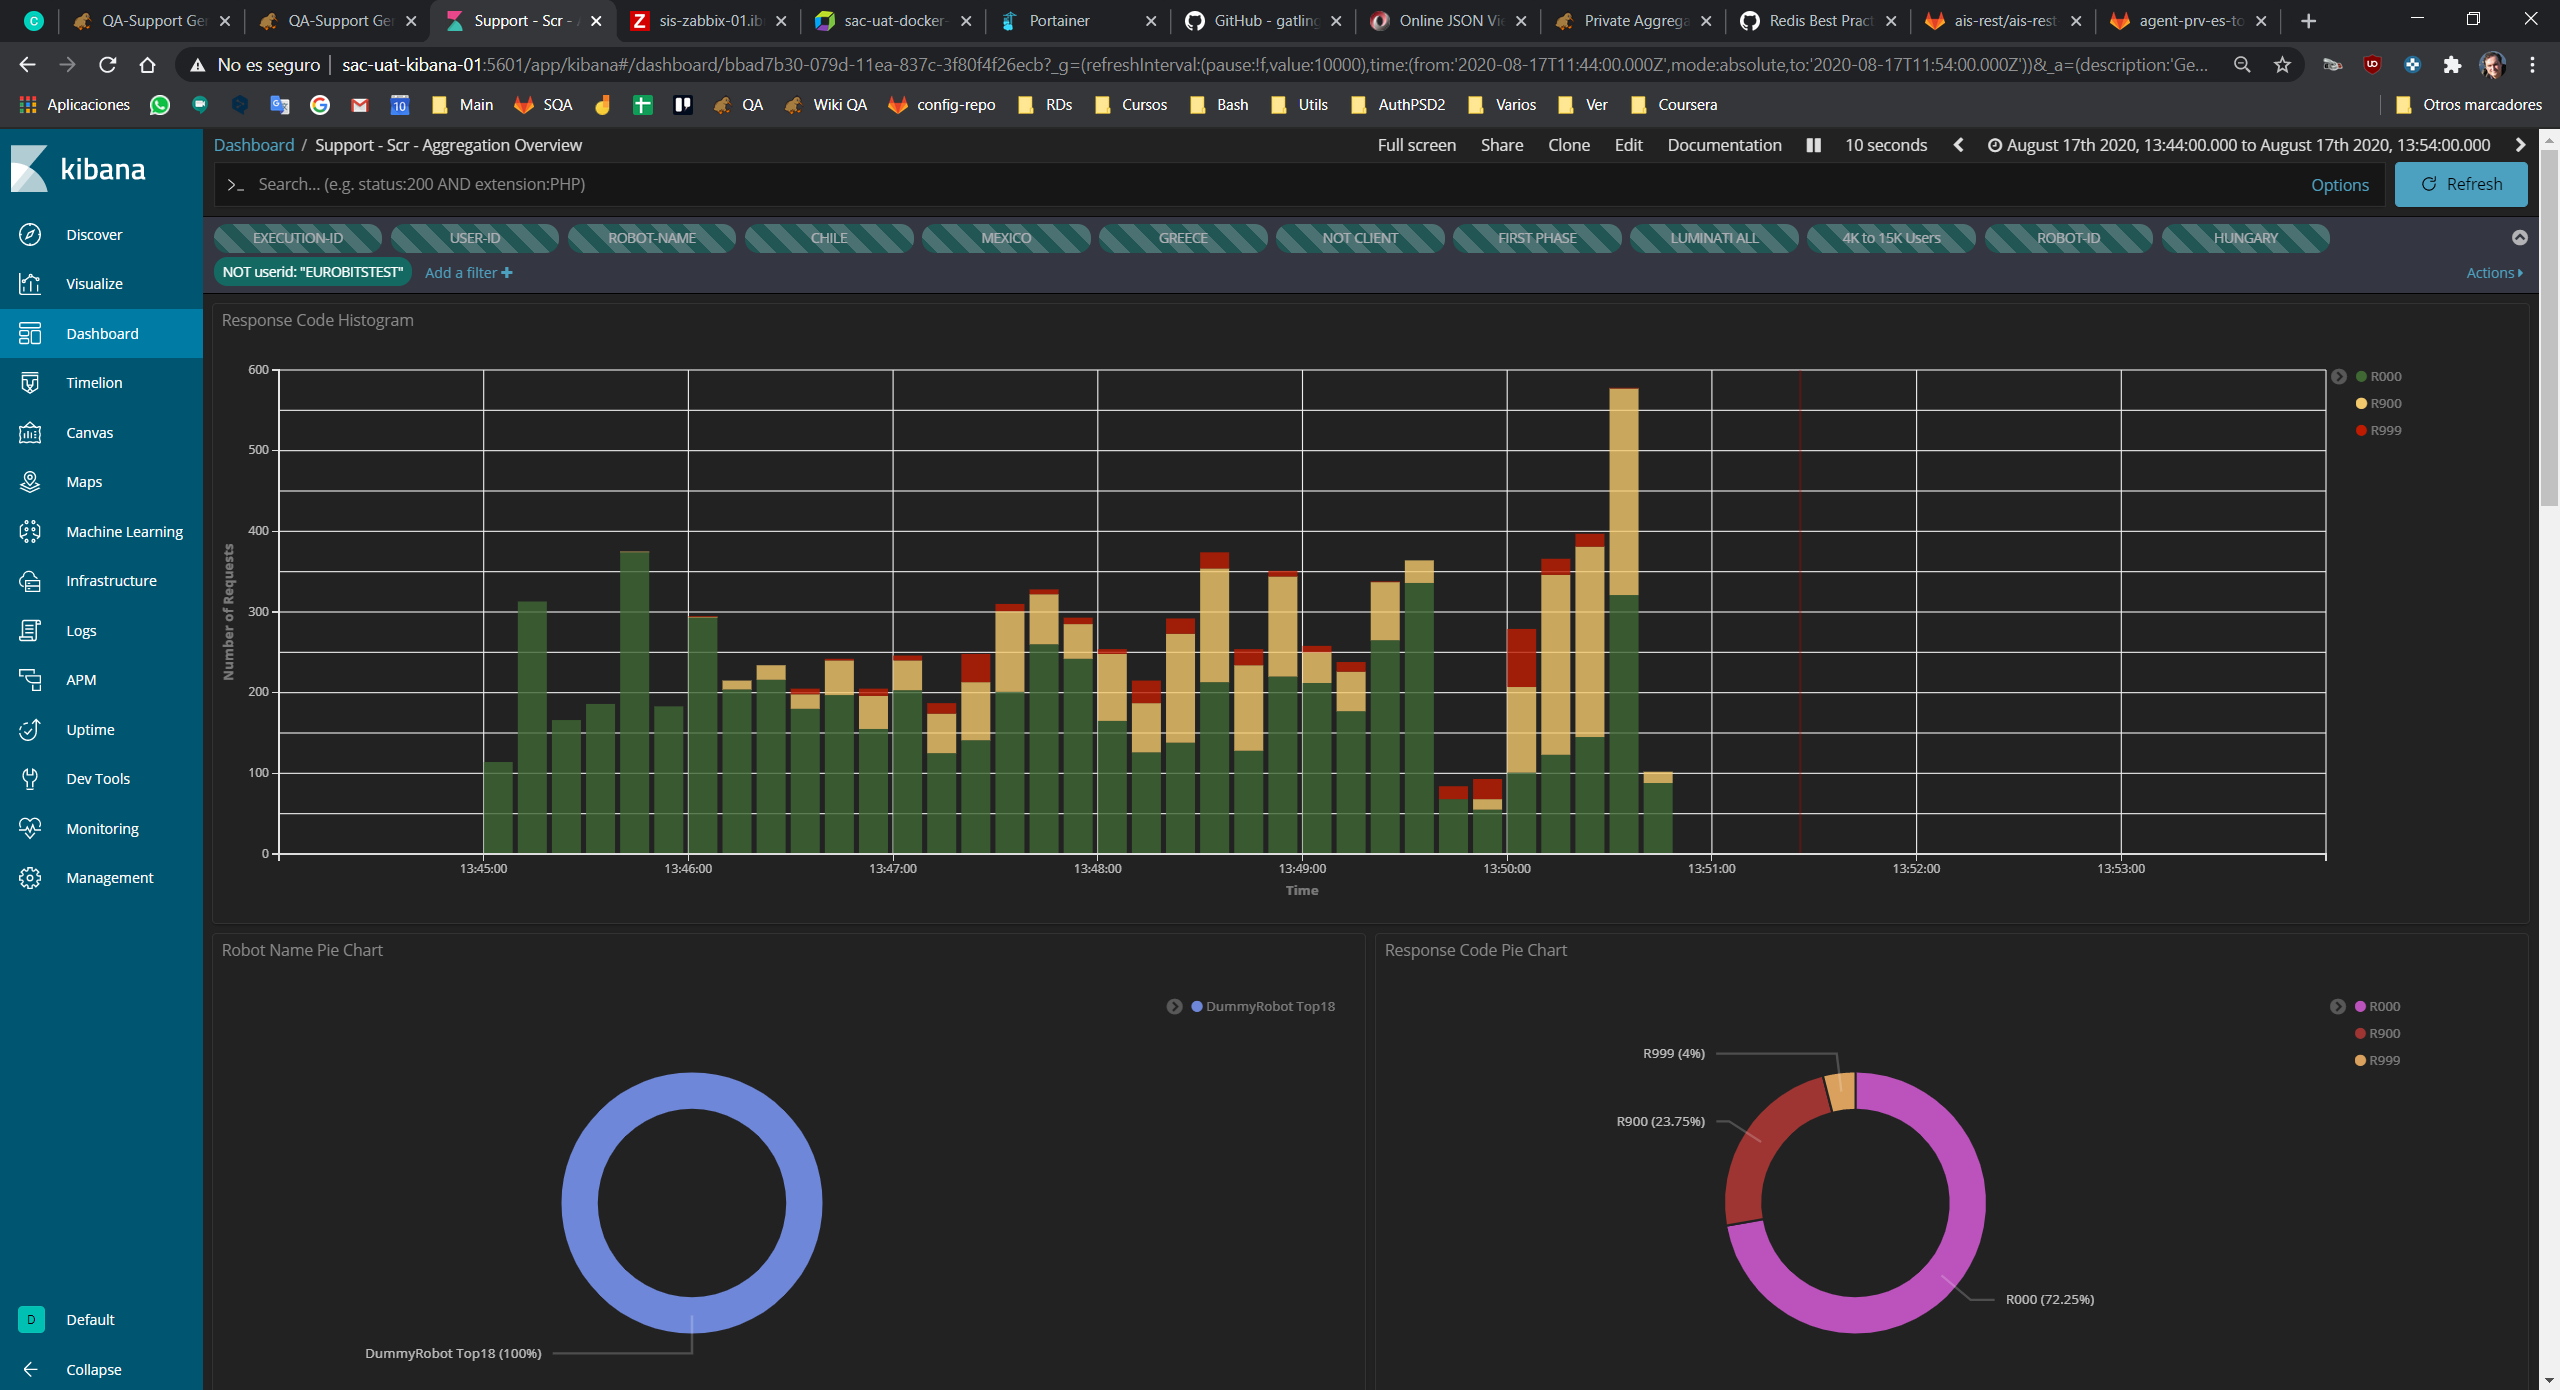 QA-Support Ge
QA-Support Ge
Support - Scr -
sis-zabbix-01.ib
sac-uat-docker-
Portainer
GitHub - gatling
Online JSON Vi
Private Aggrega
Redis Best Pract
ais-rest/ais-rest
agent-prv-es-to
No es seguro | sac-uat-kibana-01:5601/app/kibana#/dashboard/bbad7b30-079d-11ea-837c-3f80f4f26ecb?_g=(refreshInterval:(pause:!f,value:10000),time:(from:'2020-08-17T11:44:00.000Z',mode:absolute,to:'2020-08-17T11:54:00.000Z'))&_a=(description:'Ge...
Aplicaciones
10
Main
SQA
QA
Wiki QA
config-repo
RDs
Cursos
Bash
Utils
AuthPSD2
Varios
Ver
Coursera
Otros marcadores
kibana
Discover
Visualize
Dashboard
Timelion
Canvas
Maps
Machine Learning
Infrastructure
Logs
APM
Uptime
Dev Tools
Monitoring
Management
D Default
Collapse
Dashboard / Support - Scr - Aggregation Overview
Full screen Share Clone Edit Documentation 10 seconds August 17th 2020, 13:44:00.000 to August 17th 2020, 13:54:00.000
>_ Search... (e.g. status:200 AND extension:PHP)
Options
Refresh
EXECUTION-ID USER-ID ROBOT-NAME CHILE MEXICO GREECE NOT CLIENT FIRST PHASE LUMINATI ALL 4K to 15K Users ROBOT-ID HUNGARY
NOT userid: "EUROBITSTEST" Add a filter +
Actions
Response Code Histogram
Number of Requests
600
500
400
300
200
100
0
13:45:00 13:46:00 13:47:00 13:48:00 13:49:00 13:50:00 13:51:00 13:52:00 13:53:00
Time
R000
R900
R999
Robot Name Pie Chart
DummyRobot Top18
DummyRobot Top18 (100%)
Response Code Pie Chart
R000
R900
R999
R999 (4%)
R900 (23.75%)
R000 (72.25%)